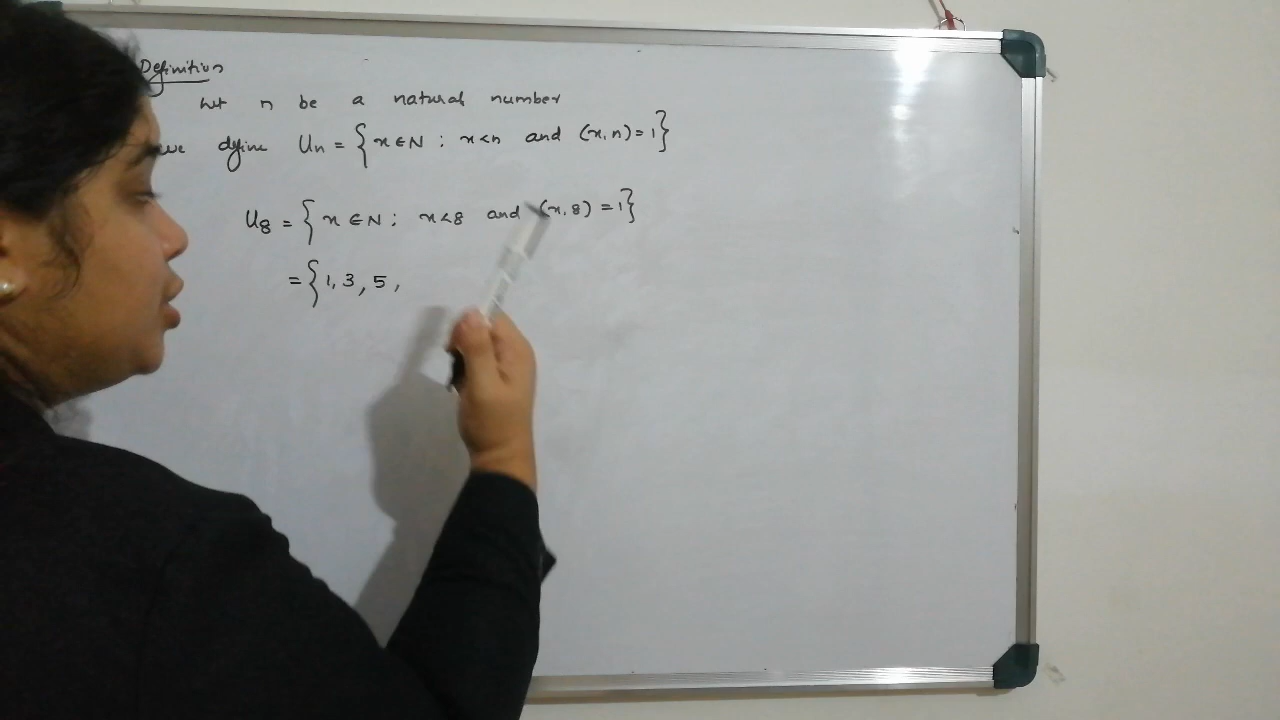 Definition
Let n be a natural number
we define Un = { x ∈ N ; x < n and (x, n) = 1 }
U8 = { x ∈ N ; x < 8 and (x, 8) = 1 }
= { 1, 3, 5,